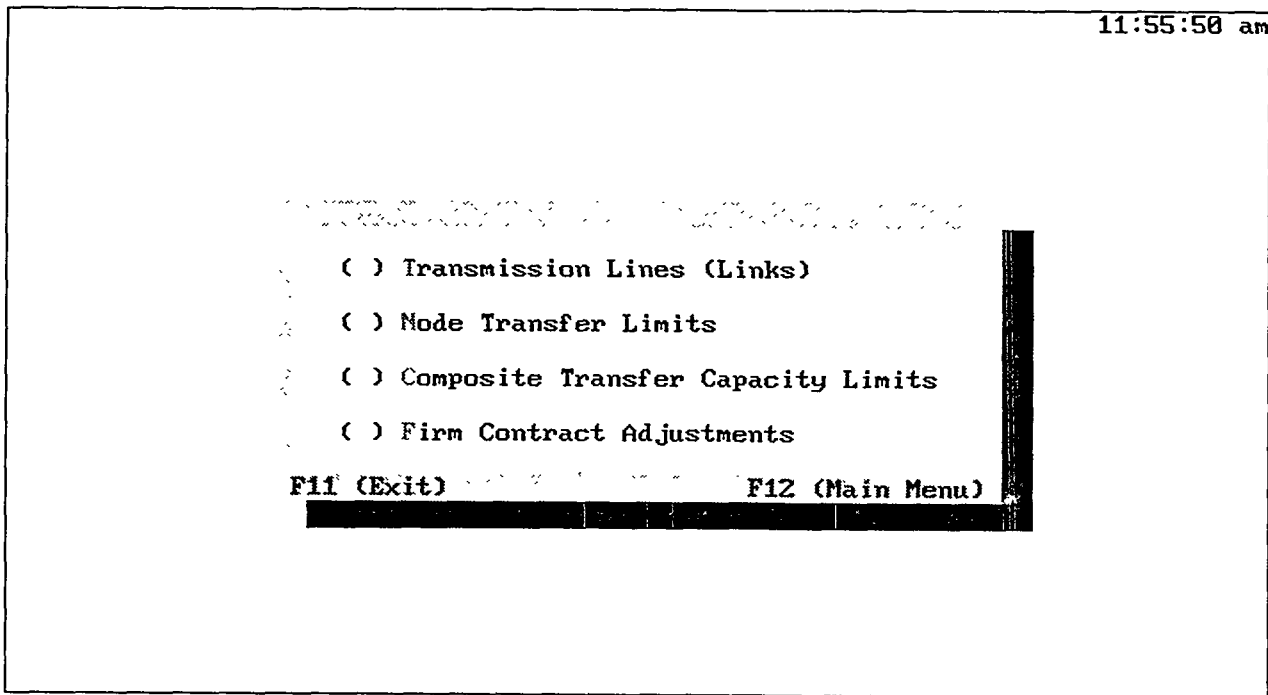 11:55:50 am
( ) Transmission Lines (Links)
( ) Node Transfer Limits
( ) Composite Transfer Capacity Limits
( ) Firm Contract Adjustments
F11 (Exit) F12 (Main Menu)